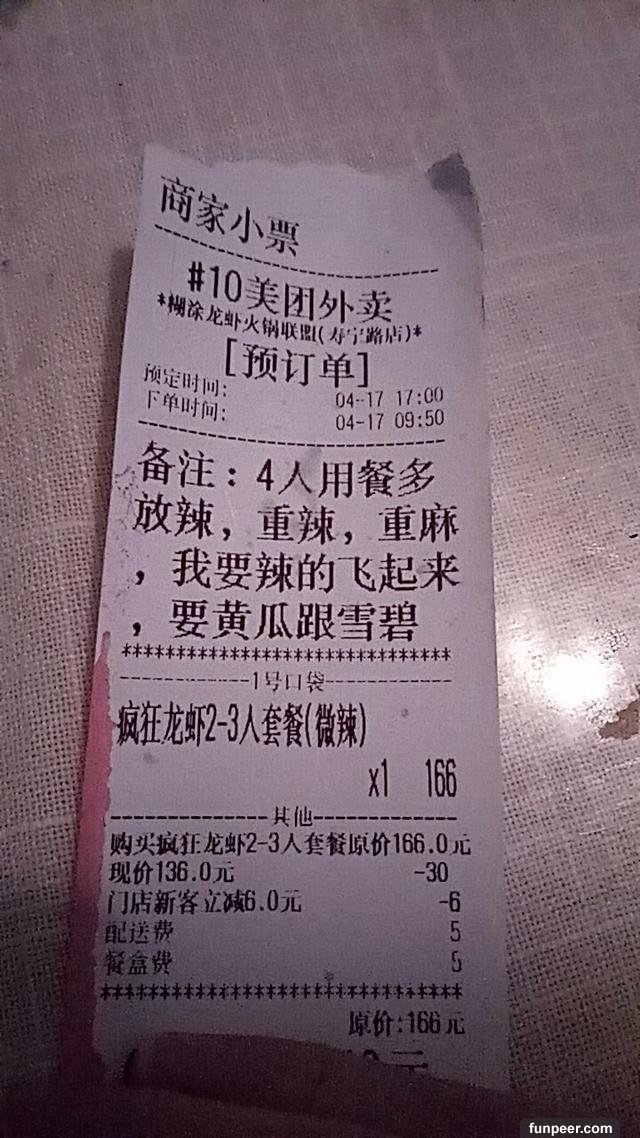 商家小票
#10美团外卖
*糊涂龙虾火锅联盟(寿宁路店)*
[预订单]
预定时间: 04-17 17:00
下单时间: 04-17 09:50
备注：4人用餐多
放辣，重辣，重麻
，我要辣的飞起来
，要黄瓜跟雪碧
********************************
------------1号口袋------------
疯狂龙虾2-3人套餐(微辣)
x1 166
--------------其他--------------
购买疯狂龙虾2-3人套餐原价166.0元
现价136.0元 -30
门店新客立减6.0元 -6
配送费 5
餐盒费 5
********************************
原价:166元
元
funpeer.com